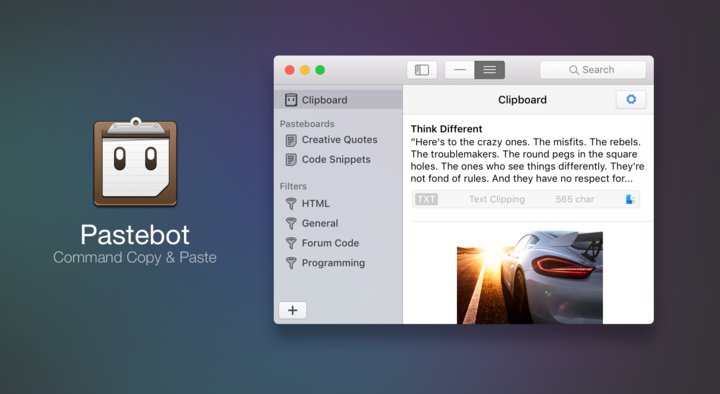 Pastebot
Command Copy & Paste
Search
Clipboard
Pasteboards
Creative Quotes
Code Snippets
Filters
HTML
General
Forum Code
Programming
Clipboard
Think Different
“Here's to the crazy ones. The misfits. The rebels.
The troublemakers. The round pegs in the square
holes. The ones who see things differently. They're
not fond of rules. And they have no respect for...
TXT Text Clipping 565 char